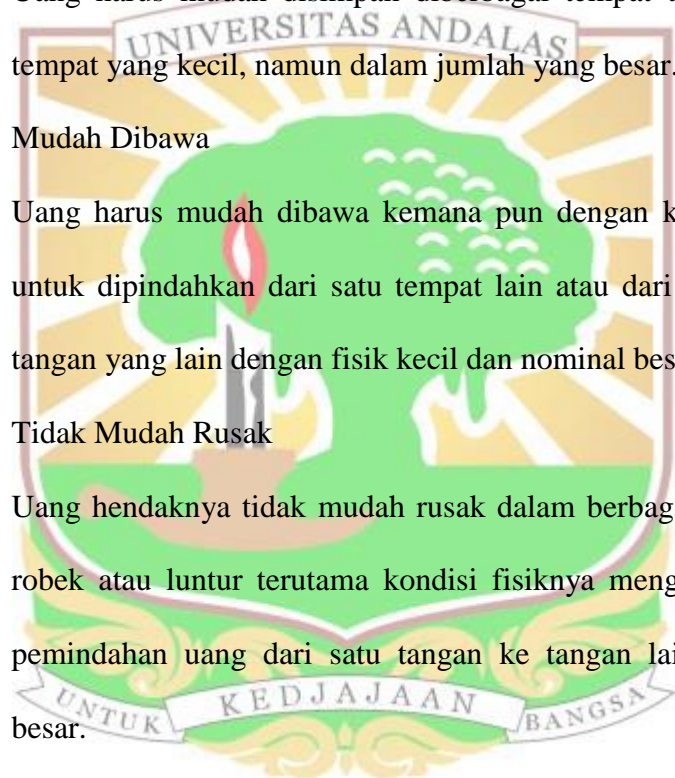 Uang harus mudah disimpan diberbagai tempat
UNIVERSITAS ANDALAS
tempat yang kecil, namun dalam jumlah yang besar.
Mudah Dibawa
Uang harus mudah dibawa kemana pun dengan k
untuk dipindahkan dari satu tempat lain atau dari
tangan yang lain dengan fisik kecil dan nominal bes
Tidak Mudah Rusak
Uang hendaknya tidak mudah rusak dalam berbag
robek atau luntur terutama kondisi fisiknya meng
pemindahan uang dari satu tangan ke tangan lai
UNTUK KEDJAJAAN BANGSA
besar.